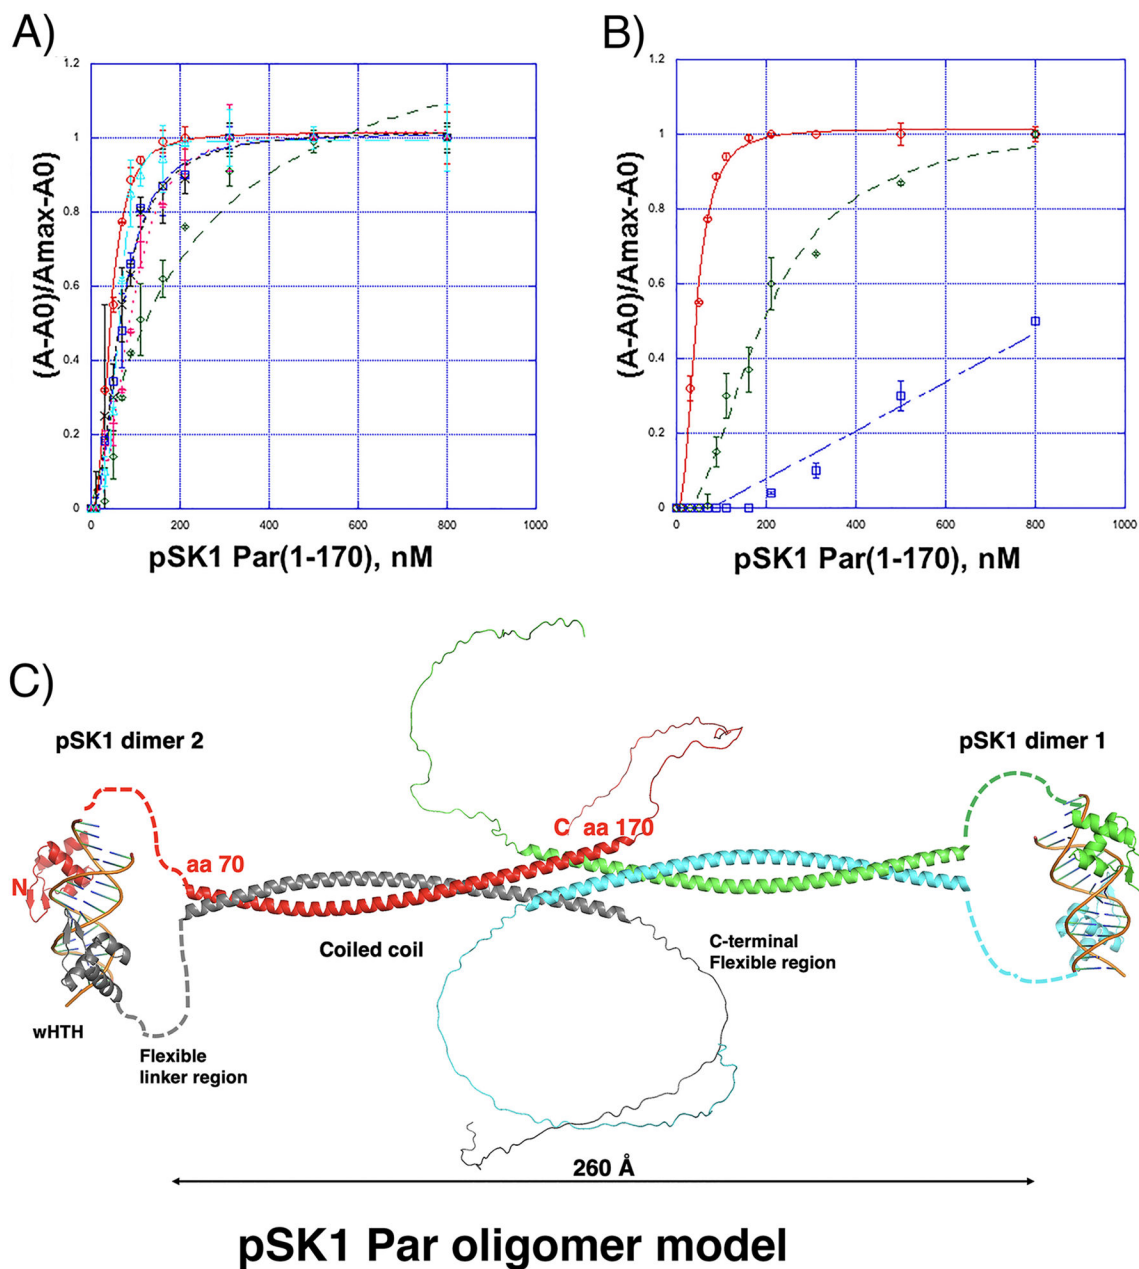 A)
B)
1.2
1
0.8
0.6
0.4
0.2
0
0 200 400 600 800 1000
(A-A0)/Amax-A0)
pSK1 Par(1-170), nM
1.2
1
0.8
0.6
0.4
0.2
0
0 200 400 600 800 1000
(A-A0)/Amax-A0)
pSK1 Par(1-170), nM
C)
pSK1 dimer 2
pSK1 dimer 1
C aa 170
aa 70
N
Coiled coil
C-terminal
Flexible region
wHTH
Flexible
linker region
260 Å
pSK1 Par oligomer model